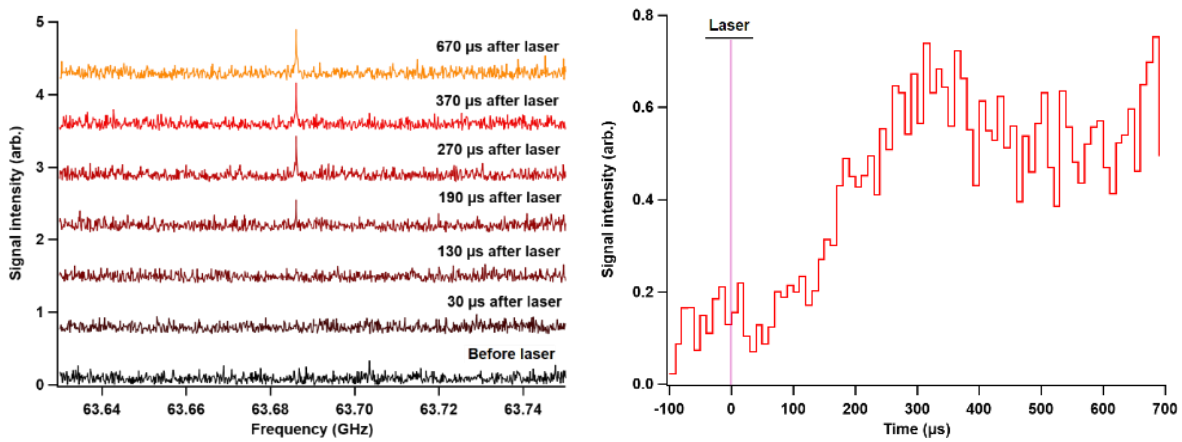 5
4
3
2
1
0
Signal intensity (arb.)
670 µs after laser
370 µs after laser
270 µs after laser
190 µs after laser
130 µs after laser
30 µs after laser
Before laser
63.64 63.66 63.68 63.70 63.72 63.74
Frequency (GHz)
Laser
0.8
0.6
0.4
0.2
0.0
Signal intensity (arb.)
-100 0 100 200 300 400 500 600 700
Time (µs)